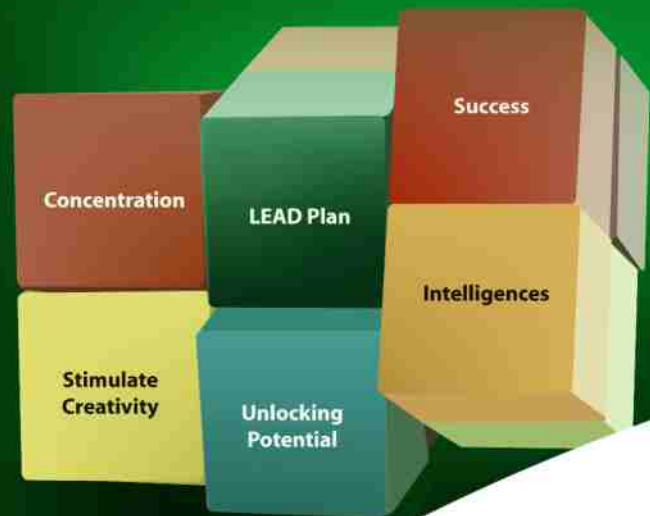 Success
Concentration
LEAD Plan
Intelligences
Stimulate
Creativity
Unlocking
Potential